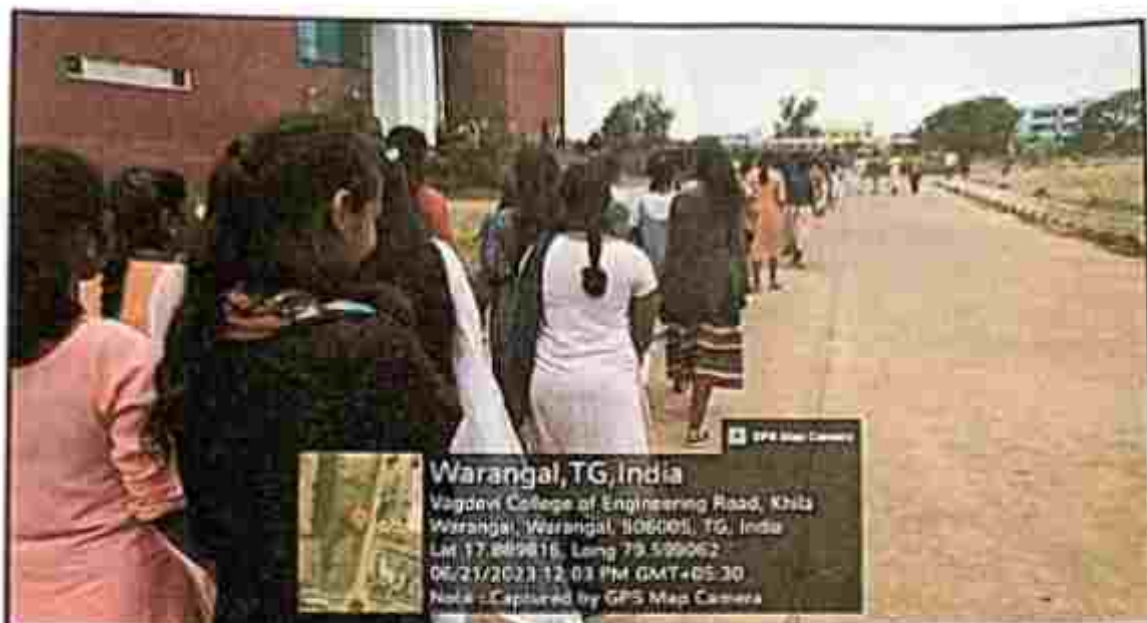 GPS Map Camera
Warangal,TG,India
Vagdevi College of Engineering Road, Khila
Warangal, Warangal, 506005, TG, India
Lat 17.889816, Long 79.599062
06/21/2023 12:03 PM GMT+05:30
Note : Captured by GPS Map Camera